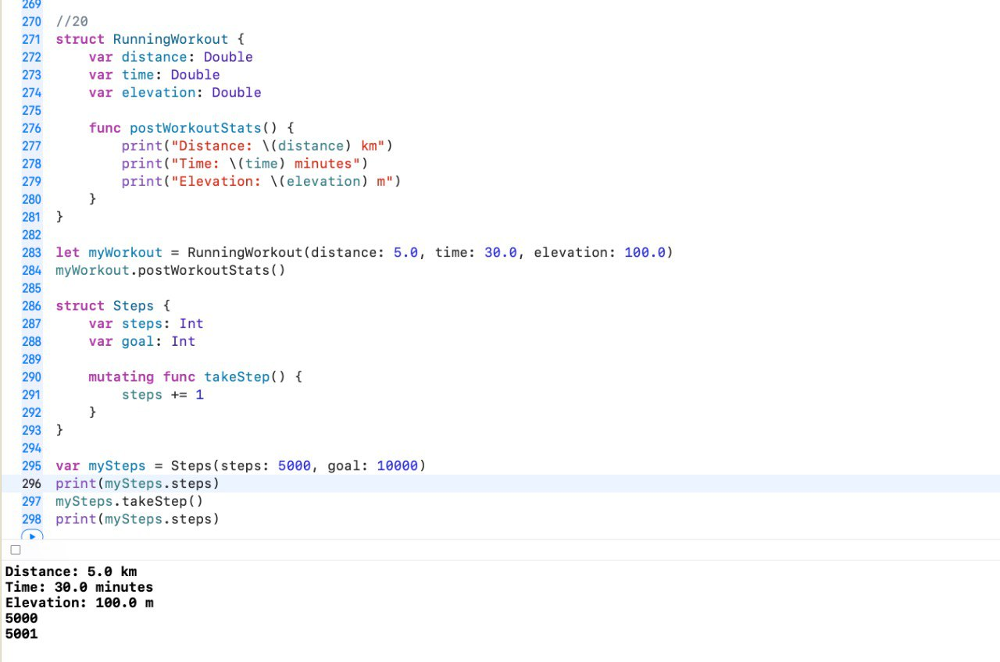 269
270 //20
271 struct RunningWorkout {
272     var distance: Double
273     var time: Double
274     var elevation: Double
275
276     func postWorkoutStats() {
277         print("Distance: \(distance) km")
278         print("Time: \(time) minutes")
279         print("Elevation: \(elevation) m")
280     }
281 }
282
283 let myWorkout = RunningWorkout(distance: 5.0, time: 30.0, elevation: 100.0)
284 myWorkout.postWorkoutStats()
285
286 struct Steps {
287     var steps: Int
288     var goal: Int
289
290     mutating func takeStep() {
291         steps += 1
292     }
293 }
294
295 var mySteps = Steps(steps: 5000, goal: 10000)
296 print(mySteps.steps)
297 mySteps.takeStep()
298 print(mySteps.steps)
Distance: 5.0 km
Time: 30.0 minutes
Elevation: 100.0 m
5000
5001